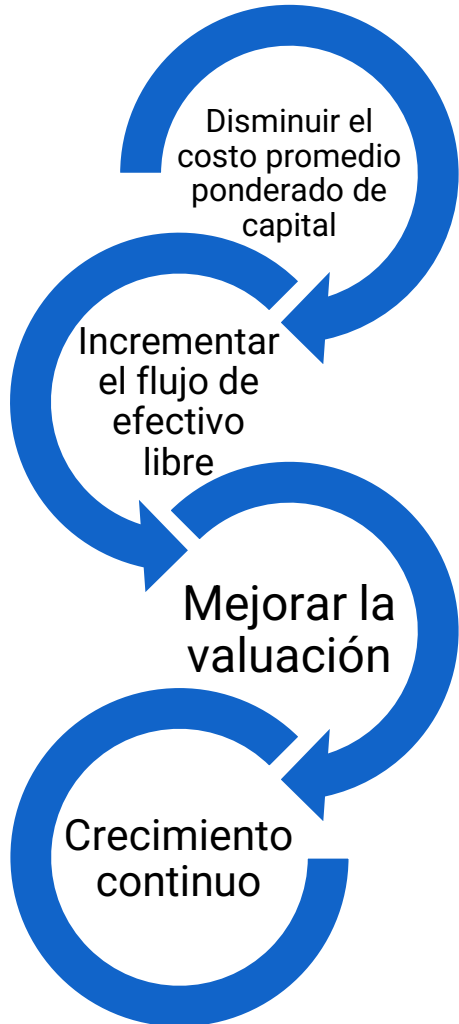 Disminuir el
costo promedio
ponderado de
capital
Incrementar
el flujo de
efectivo
libre
Mejorar la
valuación
Crecimiento
continuo